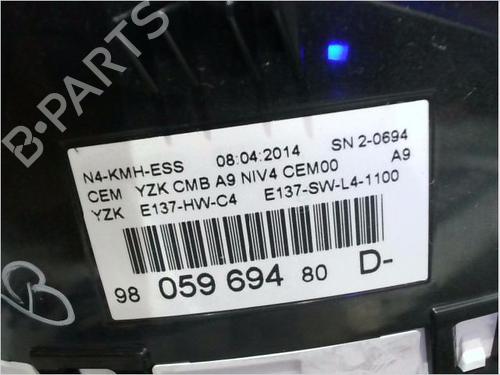 B-PARTS
N4-KMH-ESS 08:04:2014 SN 2-0694
CEM YZK CMB A9 NIV4 CEM00 A9
YZK E137-HW-C4 E137-SW-L4-1100
98 059 694 80 D-
B